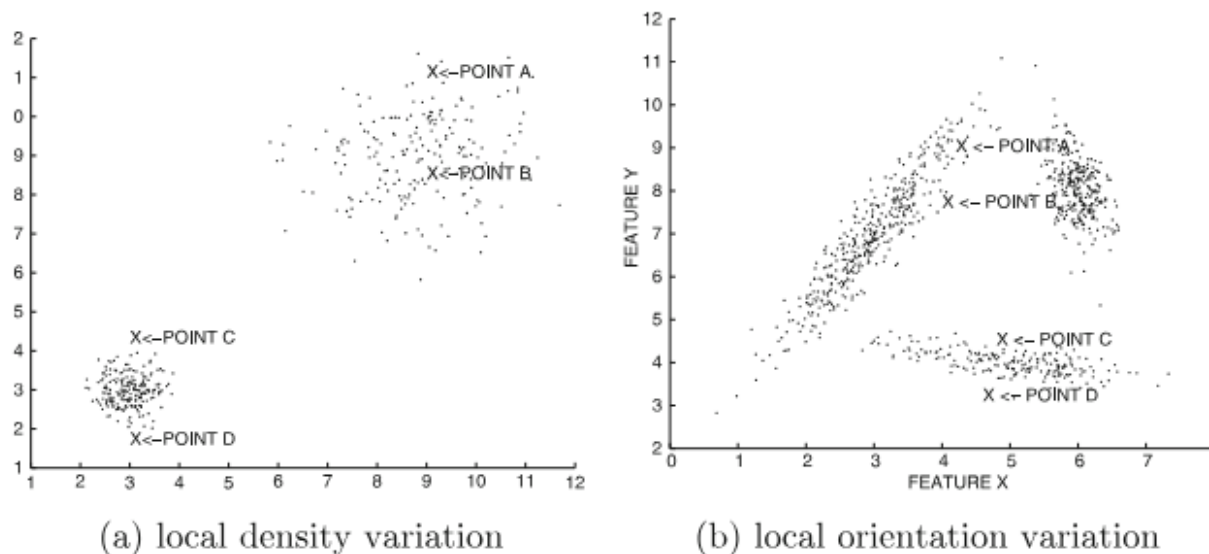 2
1
0
9
8
7
6
5
4
3
2
1
1 2 3 4 5 6 7 8 9 10 11 12
X<-POINT A
X<-POINT B
X<-POINT C
X<-POINT D
(a) local density variation
12
11
10
9
8
7
6
5
4
3
2
FEATURE Y
0 1 2 3 4 5 6 7
FEATURE X
X <- POINT A
X <- POINT B
X <- POINT C
X <- POINT D
(b) local orientation variation